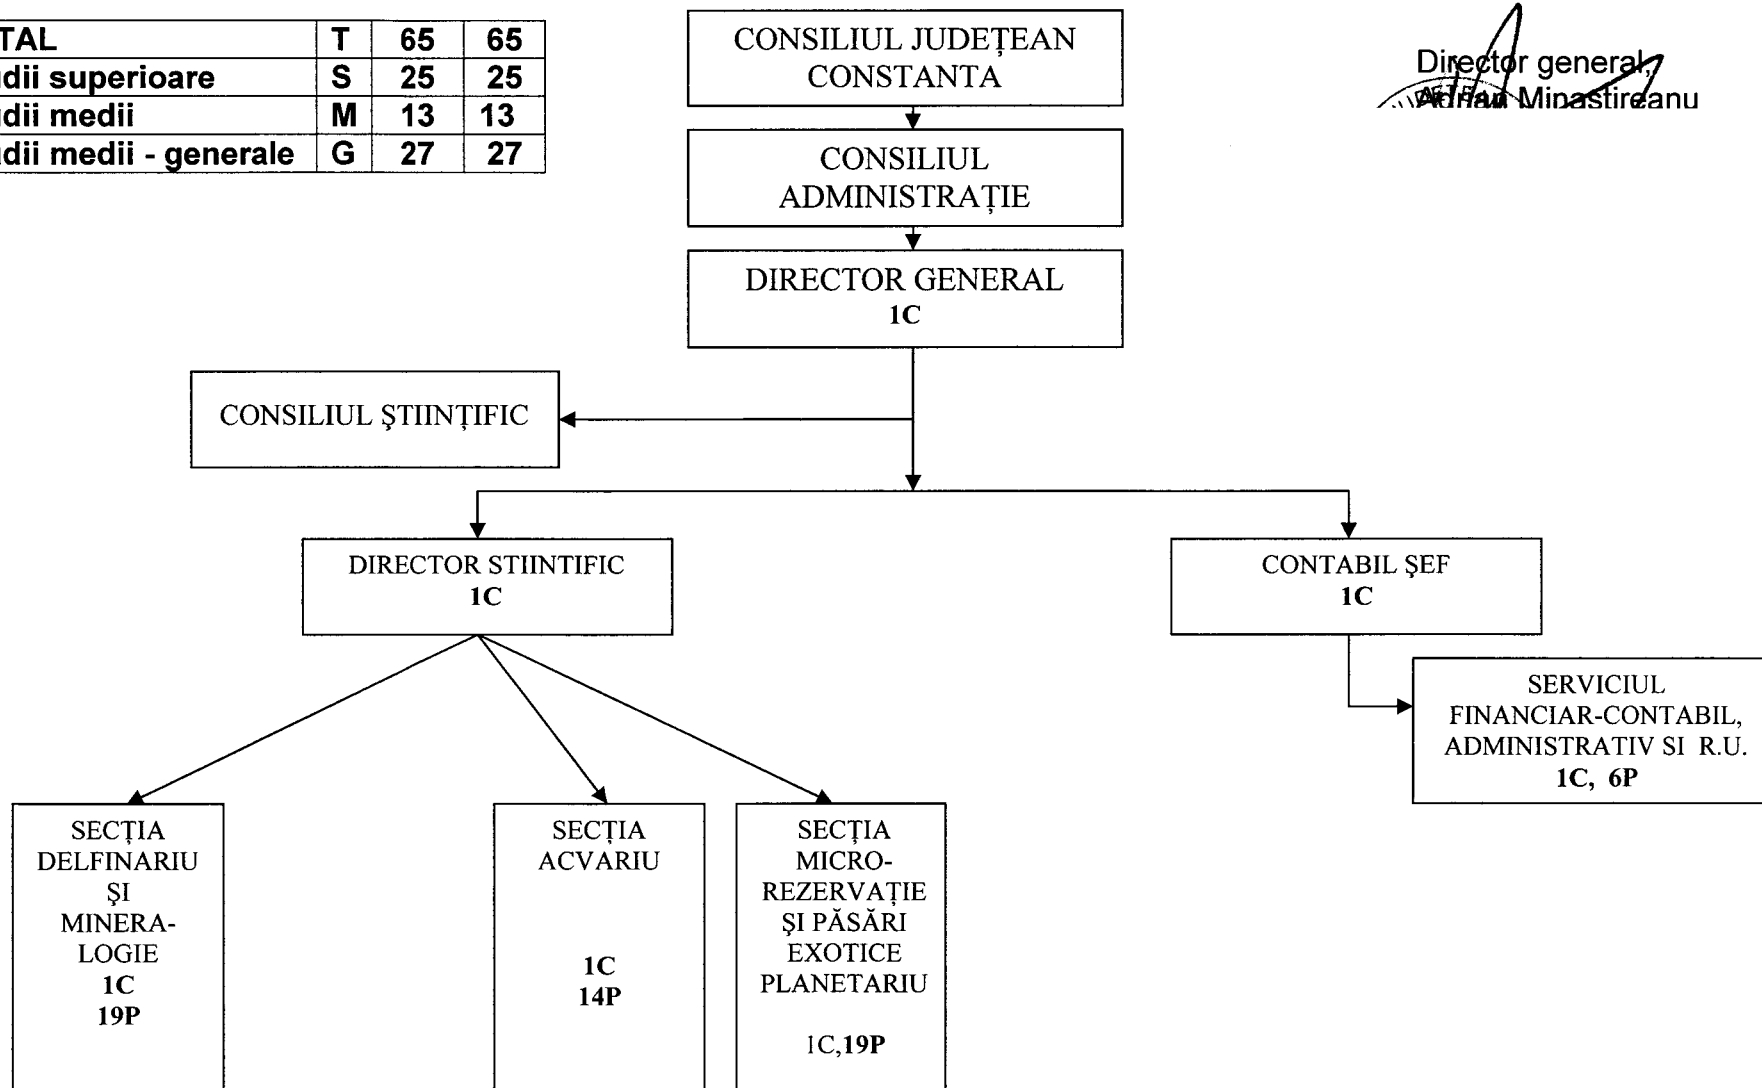 TAL T 65 65
dii superioare S 25 25
dii medii M 13 13
dii medii - generale G 27 27
CONSILIUL JUDEȚEAN
CONSTANTA
Director general,
Adrian Minastireanu
CONSILIUL
ADMINISTRAȚIE
DIRECTOR GENERAL
1C
CONSILIUL ŞTIINȚIFIC
DIRECTOR STIINTIFIC
1C
CONTABIL ŞEF
1C
SERVICIUL
FINANCIAR-CONTABIL,
ADMINISTRATIV SI R.U.
1C, 6P
SECȚIA
DELFINARIU
ŞI
MINERA-
LOGIE
1C
19P
SECȚIA
ACVARIU
1C
14P
SECȚIA
MICRO-
REZERVAȚIE
ŞI PĂSĂRI
EXOTICE
PLANETARIU
1C,19P